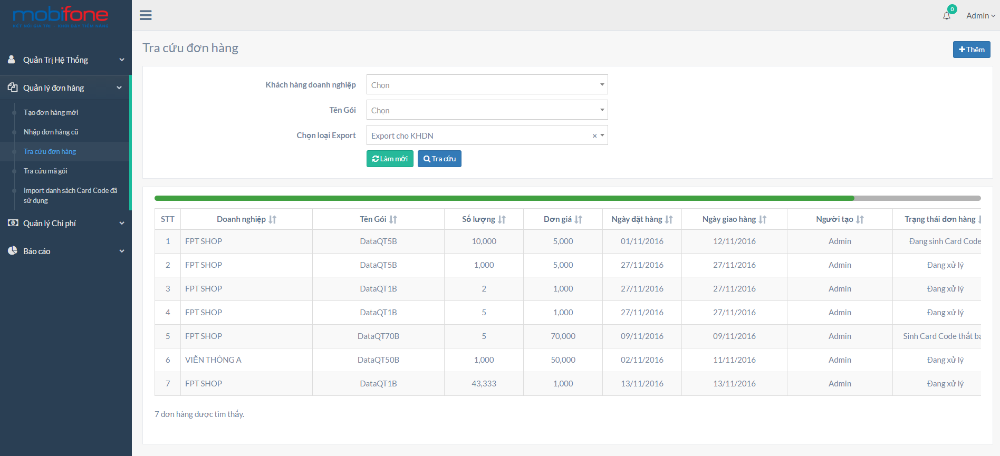 mobifone
KẾT NỐI GIÁ TRỊ - KHƠI DẬY TIỀM NĂNG
0
Admin
Quản Trị Hệ Thống
Quản lý đơn hàng
Tạo đơn hàng mới
Nhập đơn hàng cũ
Tra cứu đơn hàng
Tra cứu mã gói
Import danh sách Card Code đã
sử dụng
Quản lý Chi phí
Báo cáo
Tra cứu đơn hàng
Thêm
Khách hàng doanh nghiệp Chọn
Tên Gói Chọn
Chọn loại Export Export cho KHDN ×
Làm mới Tra cứu
STT Doanh nghiệp Tên Gói Số lượng Đơn giá Ngày đặt hàng Ngày giao hàng Người tạo Trạng thái đơn hàng
1 FPT SHOP DataQT5B 10,000 5,000 01/11/2016 12/11/2016 Admin Đang sinh Card Code
2 FPT SHOP DataQT5B 1,000 5,000 27/11/2016 27/11/2016 Admin Đang xử lý
3 FPT SHOP DataQT1B 2 1,000 27/11/2016 27/11/2016 Admin Đang xử lý
4 FPT SHOP DataQT1B 5 1,000 27/11/2016 27/11/2016 Admin Đang xử lý
5 FPT SHOP DataQT70B 5 70,000 09/11/2016 09/11/2016 Admin Sinh Card Code thất bạ
6 VIỄN THÔNG A DataQT50B 1,000 50,000 02/11/2016 11/11/2016 Admin Đang xử lý
7 FPT SHOP DataQT1B 43,333 1,000 13/11/2016 13/11/2016 Admin Đang xử lý
7 đơn hàng được tìm thấy.